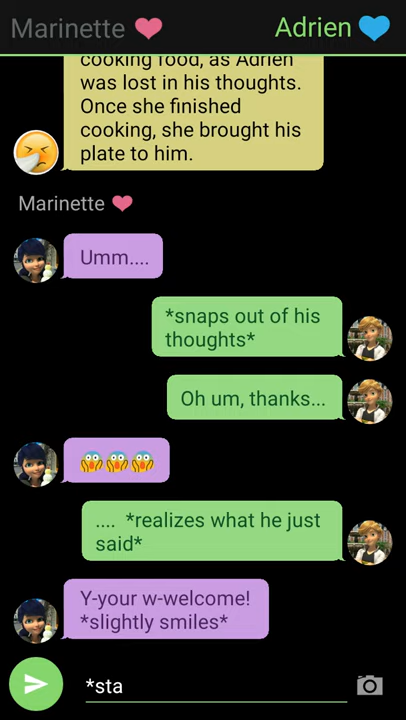 Marinette
Adrien
cooking food, as Adrien
was lost in his thoughts.
Once she finished
cooking, she brought his
plate to him.
Marinette
Umm....
*snaps out of his
thoughts*
Oh um, thanks...
😱😱😱
.... *realizes what he just
said*
Y-your w-welcome!
*slightly smiles*
*sta